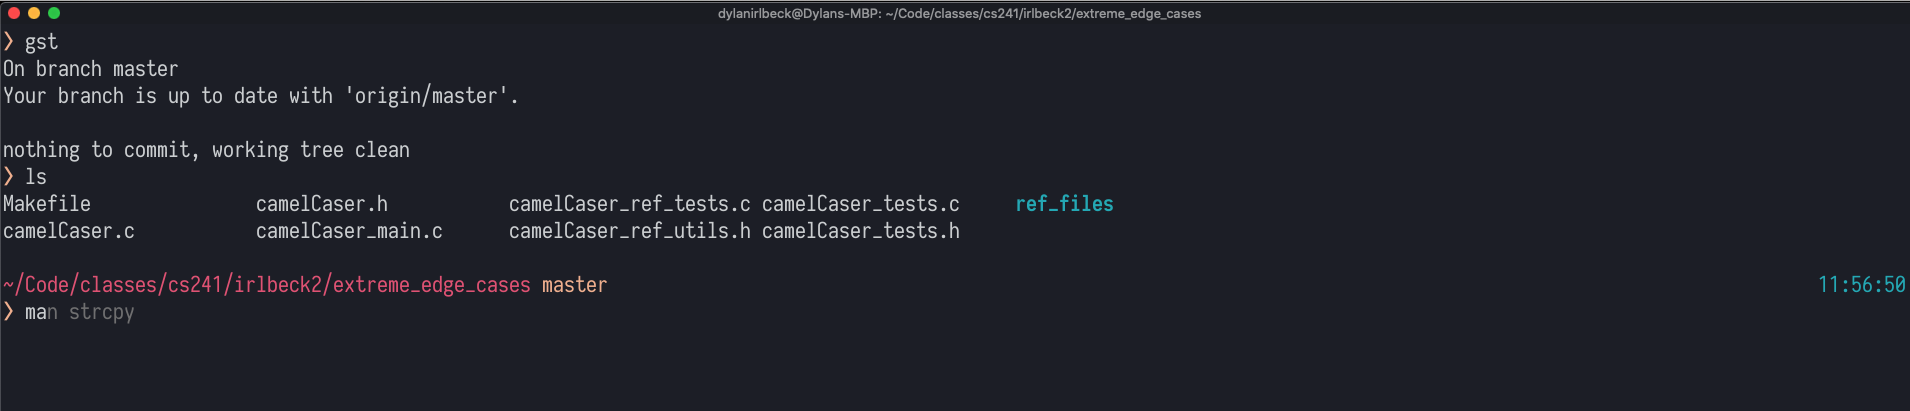 dylanirlbeck@Dylans-MBP: ~/Code/classes/cs241/irlbeck2/extreme_edge_cases
❯ gst
On branch master
Your branch is up to date with 'origin/master'.
nothing to commit, working tree clean
❯ ls
Makefile camelCaser.h camelCaser_ref_tests.c camelCaser_tests.c ref_files
camelCaser.c camelCaser_main.c camelCaser_ref_utils.h camelCaser_tests.h
~/Code/classes/cs241/irlbeck2/extreme_edge_cases master 11:56:50
❯ man strcpy